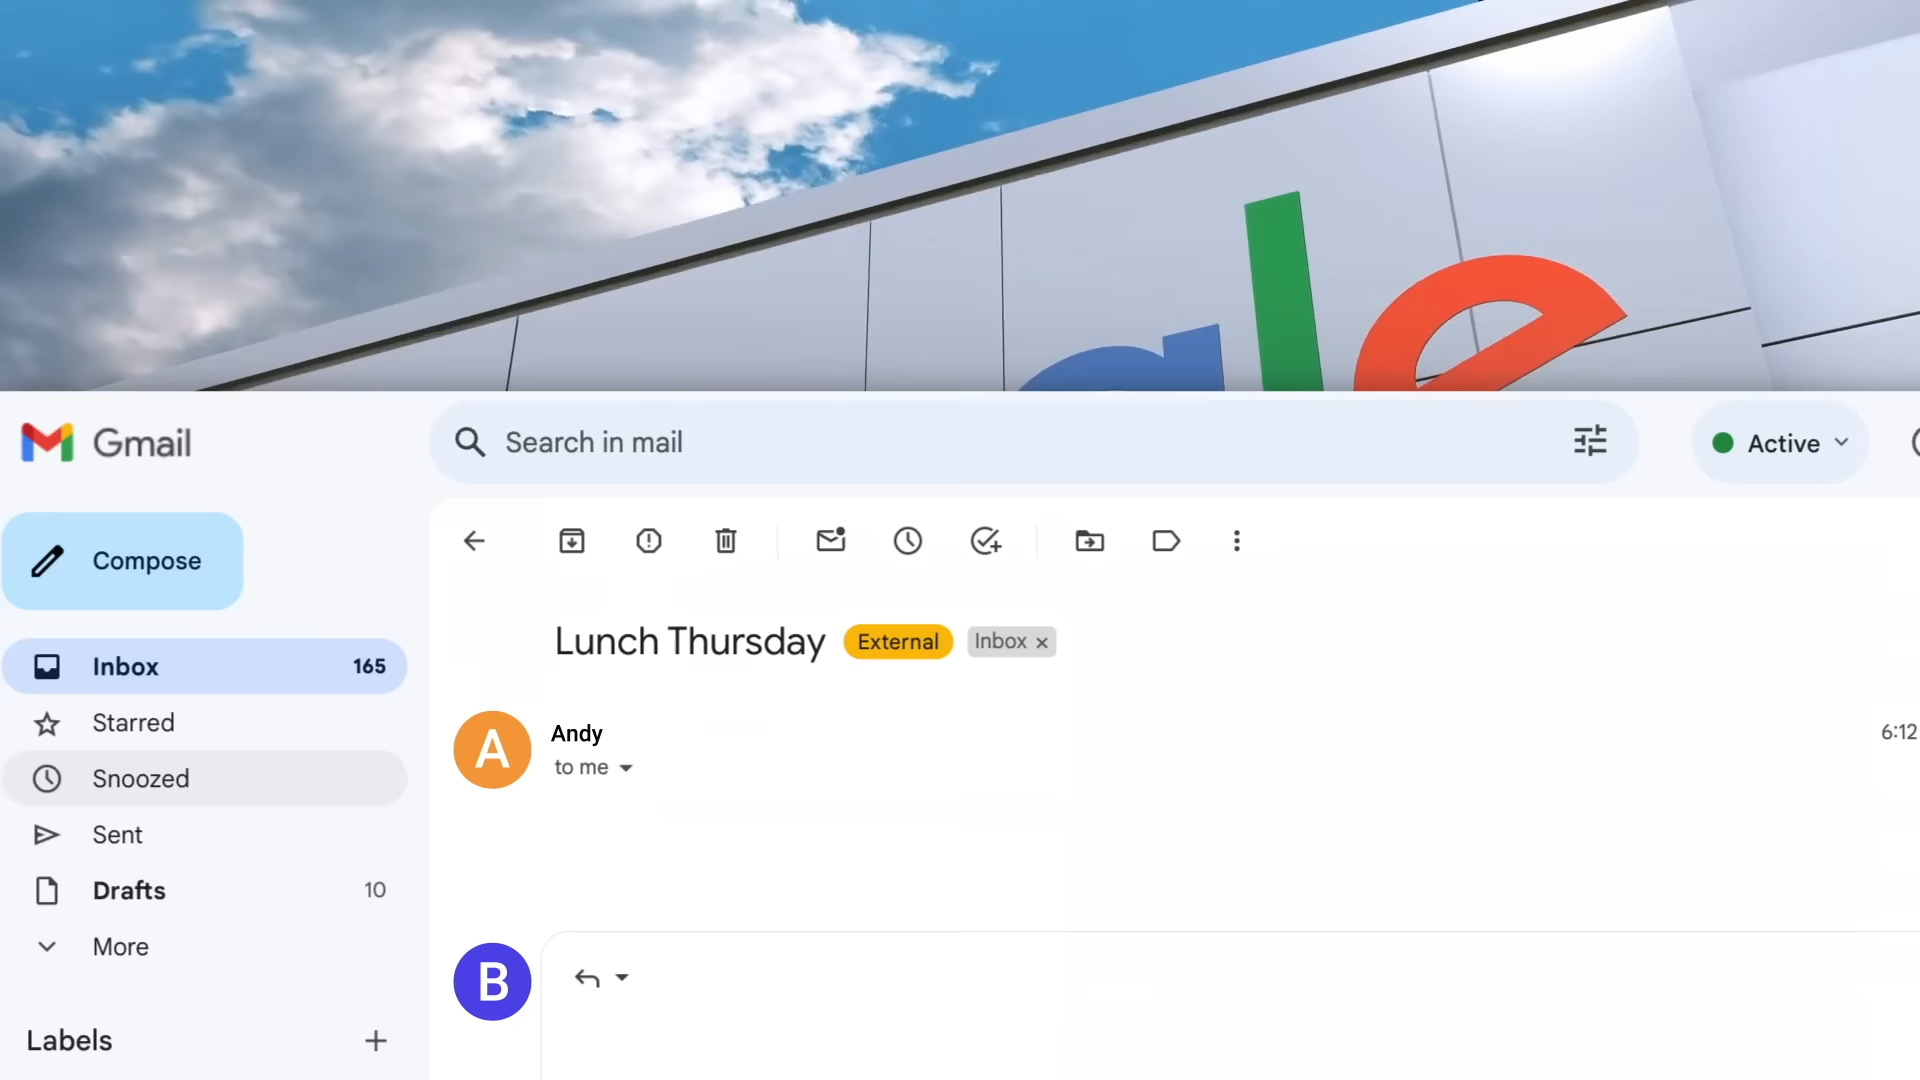 le
Gmail
Search in mail
Active
Compose
Lunch Thursday External Inbox
Inbox 165
Starred
Snoozed
Sent
Drafts 10
More
Labels
A
Andy
6:12
to me
B